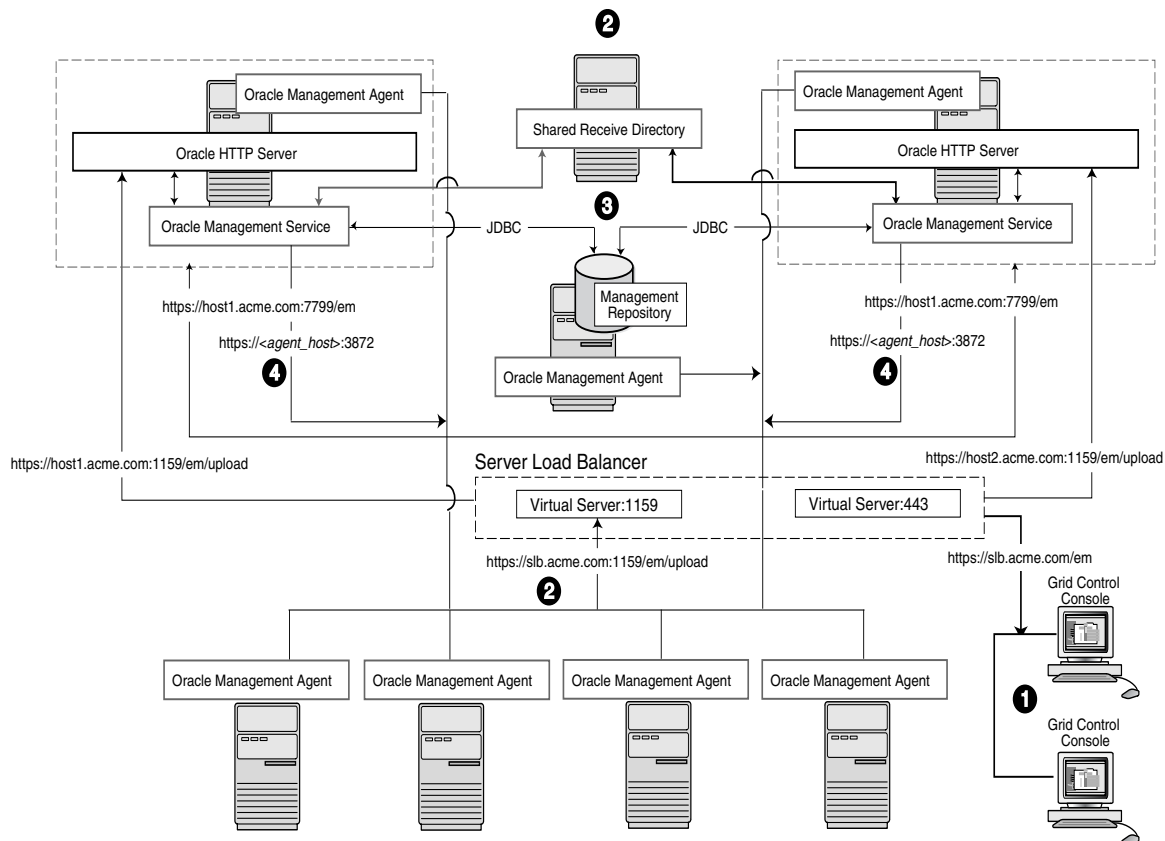 2
Oracle Management Agent
Oracle HTTP Server
Oracle Management Service
Shared Receive Directory
Oracle Management Agent
Oracle HTTP Server
Oracle Management Service
3
JDBC
JDBC
Management
Repository
Oracle Management Agent
https://host1.acme.com:7799/em
https://<agent_host>:3872
4
https://host1.acme.com:7799/em
https://<agent_host>:3872
4
https://host1.acme.com:1159/em/upload
https://host2.acme.com:1159/em/upload
Server Load Balancer
Virtual Server:1159
Virtual Server:443
https://slb.acme.com:1159/em/upload
2
https://slb.acme.com/em
Grid Control
Console
1
Grid Control
Console
Oracle Management Agent
Oracle Management Agent
Oracle Management Agent
Oracle Management Agent